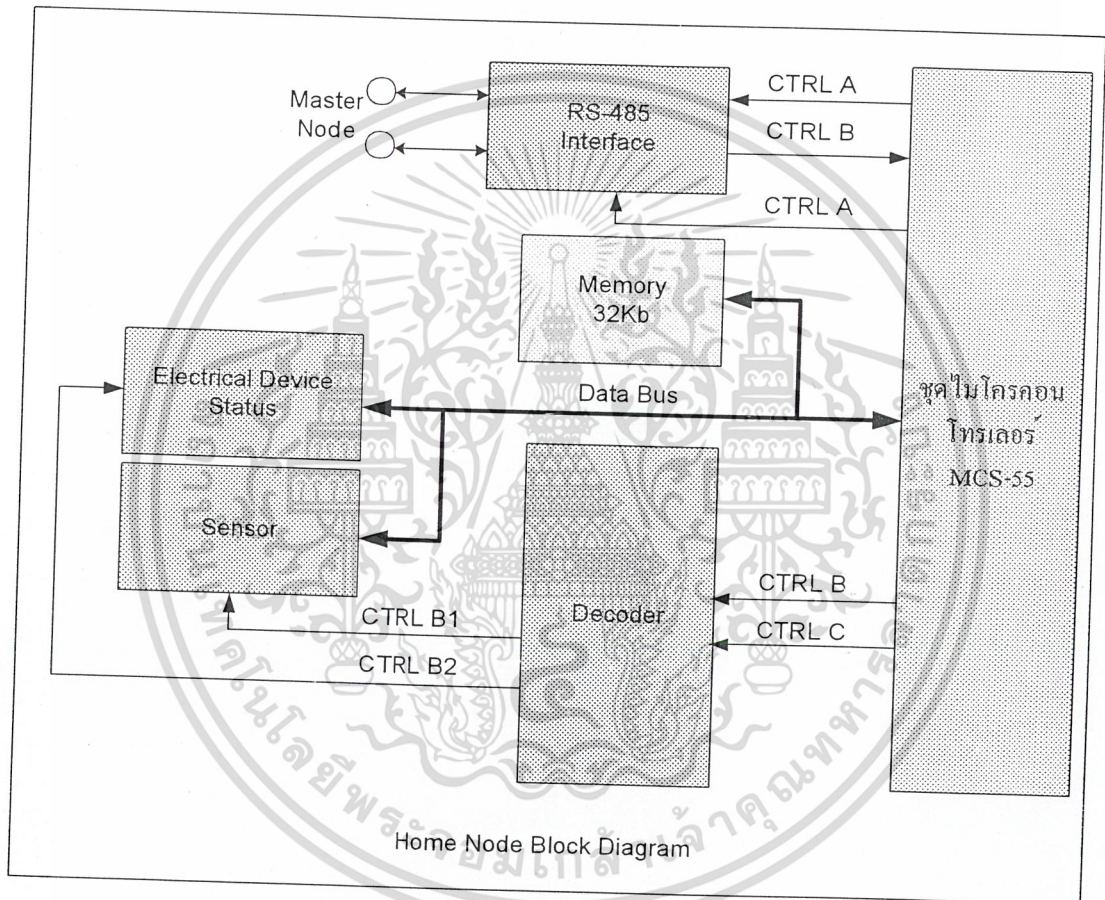 Master
Node
RS-485
Interface
CTRL A
CTRL B
CTRL A
Memory
32Kb
Electrical Device
Status
Data Bus
Sensor
ชุดไมโครคอน
โทรเลอร์
MCS-55
Decoder
CTRL B
CTRL C
CTRL B1
CTRL B2
Home Node Block Diagram